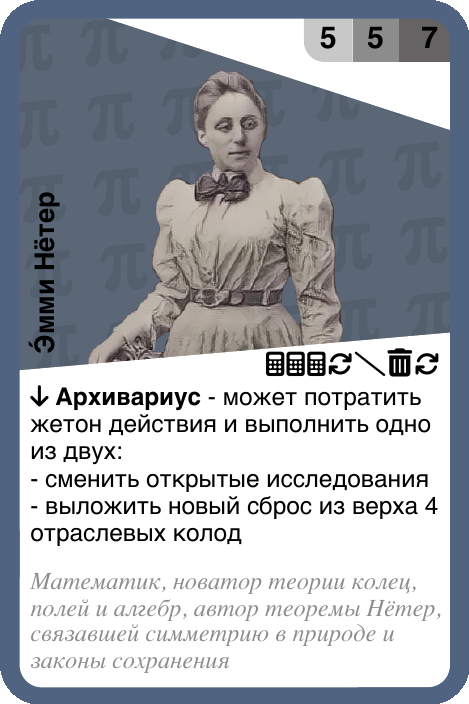 5 5 7
Э́мми Нётер
Архивариус - может потратить
жетон действия и выполнить одно
из двух:
- сменить открытые исследования
- выложить новый сброс из верха 4
отраслевых колод
Математик, новатор теории колец,
полей и алгебр, автор теоремы Нётер,
связавшей симметрию в природе и
законы сохранения